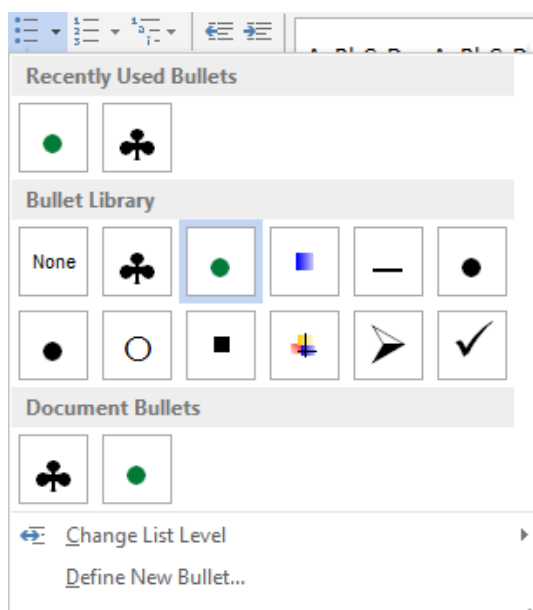 Recently Used Bullets
Bullet Library
None
Document Bullets
Change List Level
Define New Bullet...